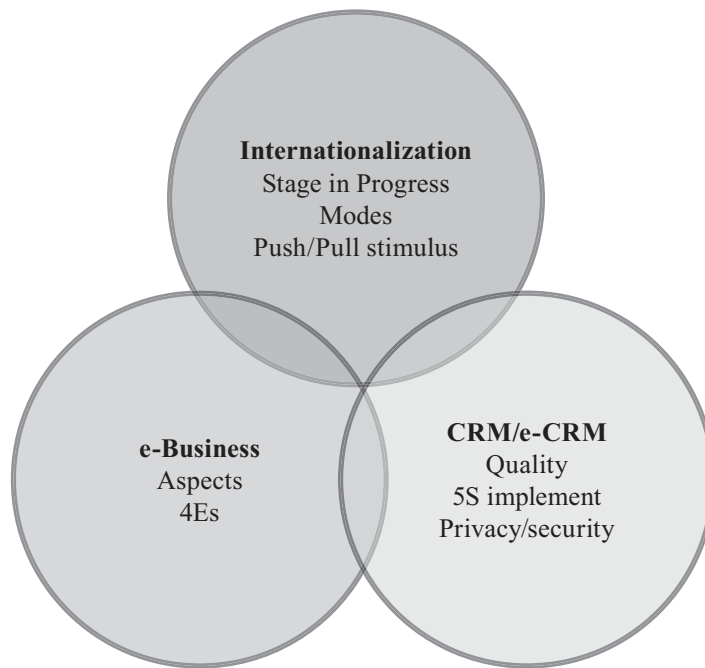 Internationalization
Stage in Progress
Modes
Push/Pull stimulus
e-Business
Aspects
4Es
CRM/e-CRM
Quality
5S implement
Privacy/security